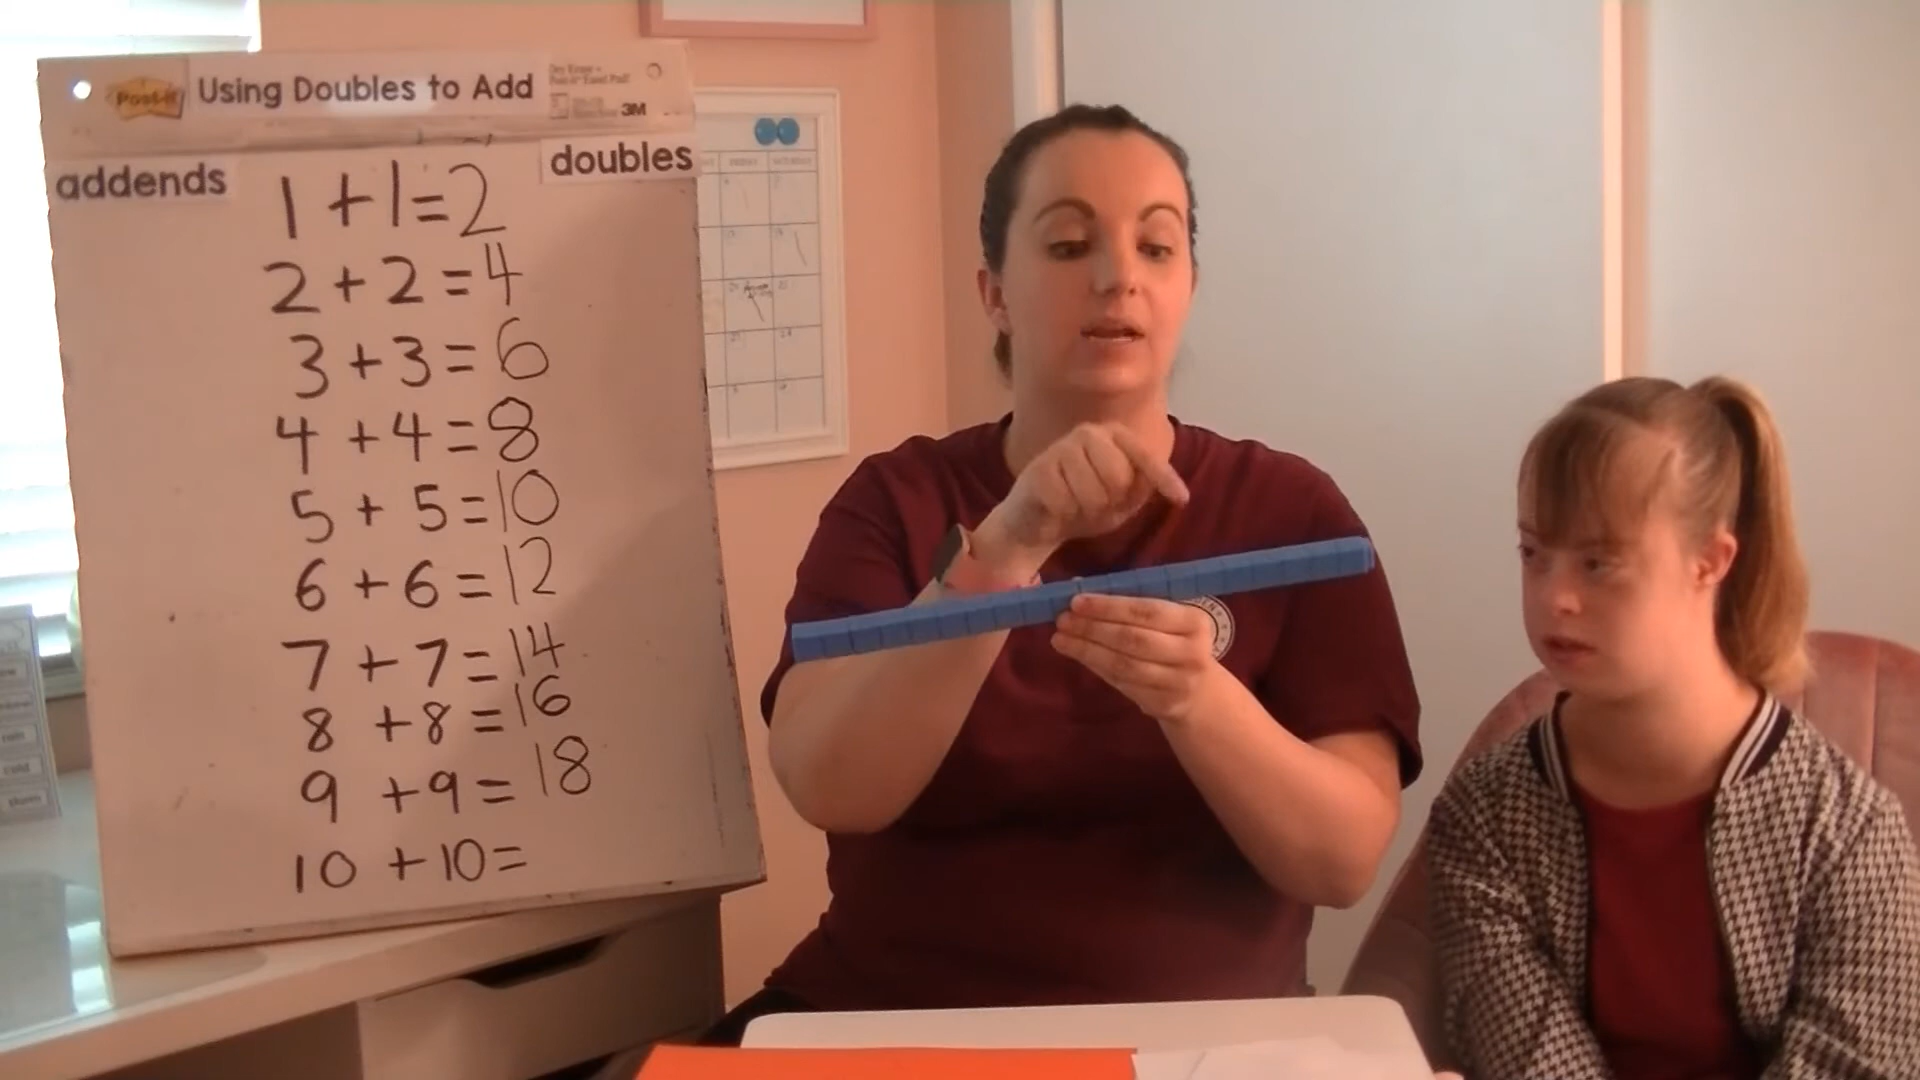 Post-it Using Doubles to Add 3M
addends
doubles
1 + 1 = 2
2 + 2 = 4
3 + 3 = 6
4 + 4 = 8
5 + 5 = 10
6 + 6 = 12
7 + 7 = 14
8 + 8 = 16
9 + 9 = 18
10 + 10 =
FRIDAY SATURDAY